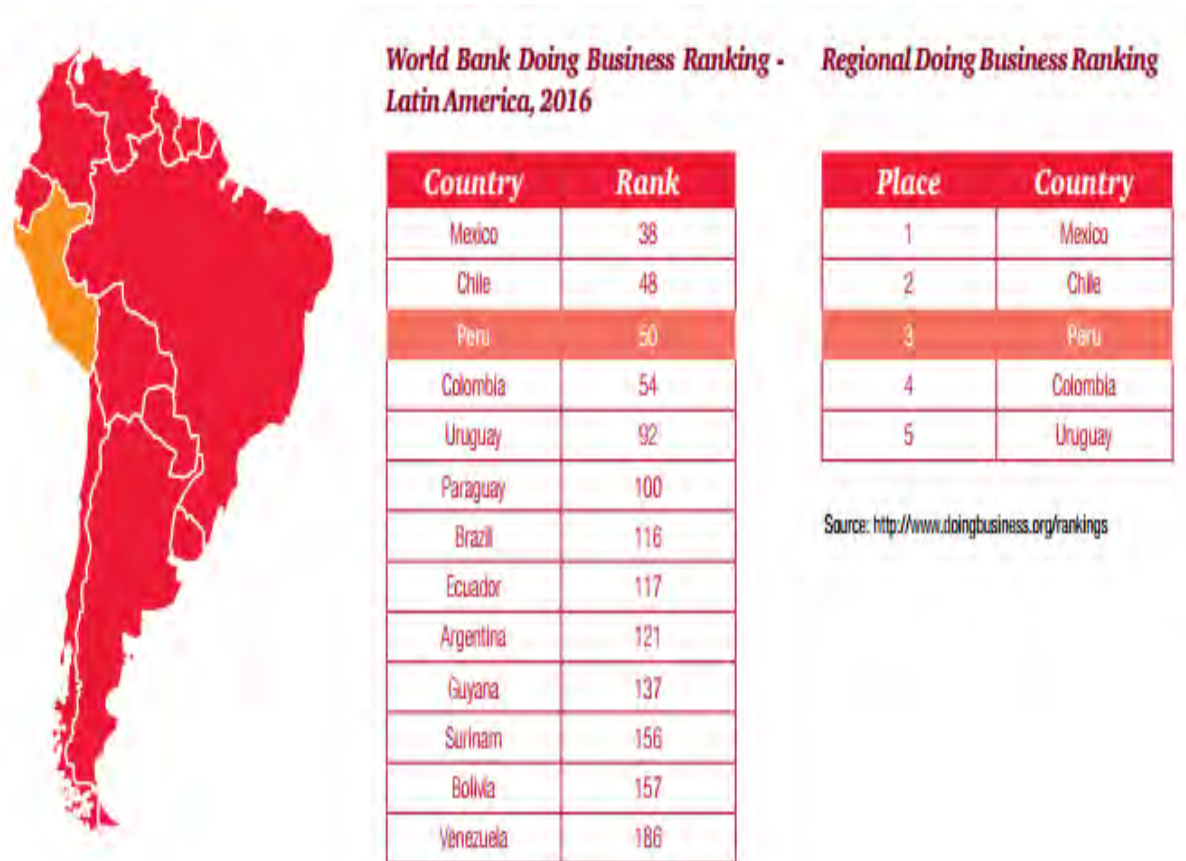 World Bank Doing Business Ranking -
Latin America, 2016
Country Rank
Mexico 38
Chile 48
Peru 50
Colombia 54
Uruguay 92
Paraguay 100
Brazil 116
Ecuador 117
Argentina 121
Guyana 137
Surinam 156
Bolivia 157
Venezuela 186
Regional Doing Business Ranking
Place Country
1 Mexico
2 Chile
3 Peru
4 Colombia
5 Uruguay
Source: http://www.doingbusiness.org/rankings